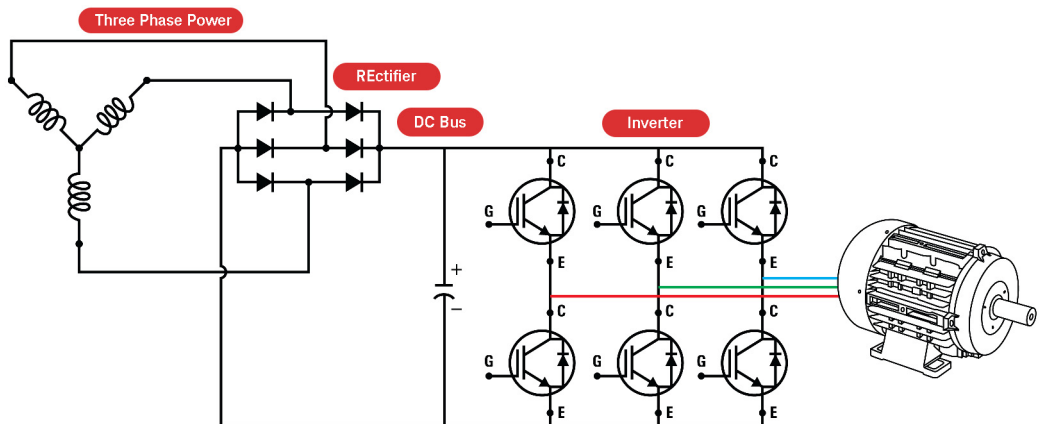 Three Phase Power
REctifier
DC Bus
Inverter
C C C
G G G
E E E
+
−
C C C
G G G
E E E